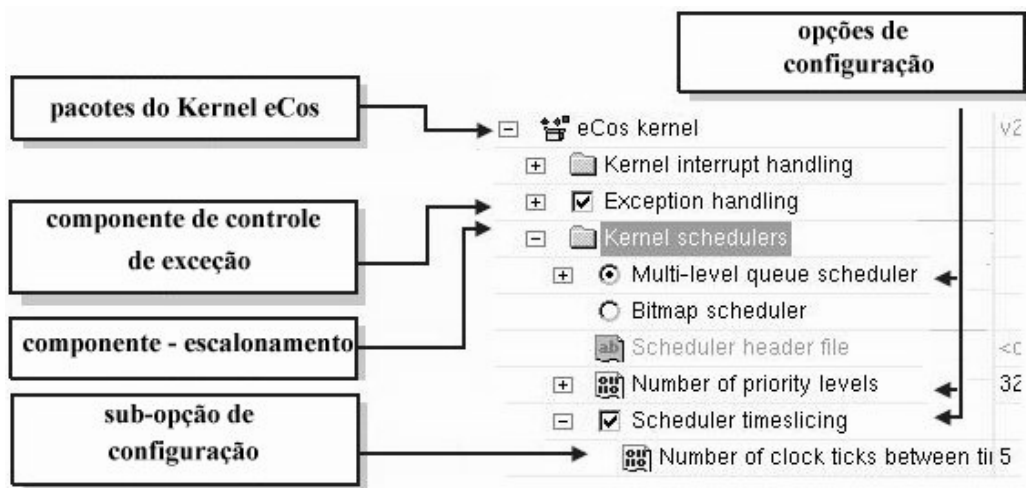 opções de
configuração
pacotes do Kernel eCos
eCos kernel
v2
Kernel interrupt handling
Exception handling
componente de controle
de exceção
Kernel schedulers
Multi-level queue scheduler
Bitmap scheduler
componente - escalonamento
ab
Scheduler header file
<c
Number of priority levels
32
sub-opção de
configuração
Scheduler timeslicing
Number of clock ticks between tir 5